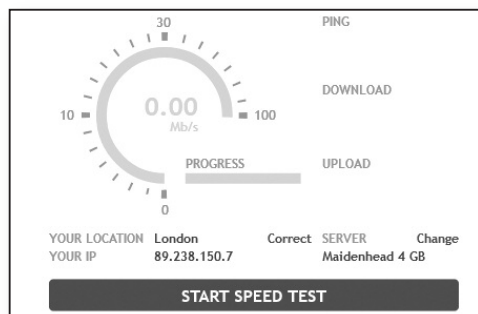 30
PING
10
0.00
Mb/s
100
DOWNLOAD
PROGRESS
UPLOAD
0
YOUR LOCATION London Correct SERVER Change
YOUR IP 89.238.150.7 Maidenhead 4 GB
START SPEED TEST